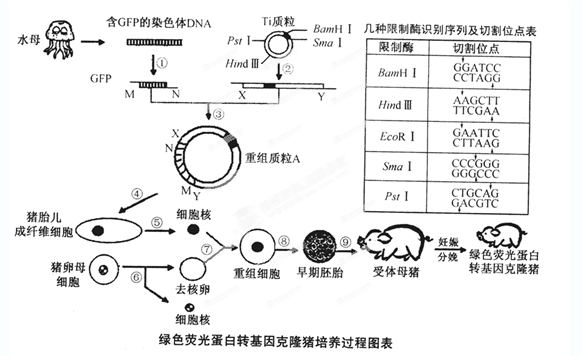 水母
含GFP的染色体DNA
Ti质粒
BamH Ⅰ
Pst Ⅰ
Sma Ⅰ
Hind Ⅲ
①
②
GFP
M N
X Y
③
X
N
M Y
重组质粒A
几种限制酶识别序列及切割位点表
限制酶 切割位点
BamH Ⅰ GGATCC
CCTAGG
Hind Ⅲ AAGCTT
TTCGAA
EcoR Ⅰ GAATTC
CTTAAG
Sma Ⅰ CCCGGG
GGGCCC
Pst Ⅰ CTGCAG
GACGTC
④
猪胎儿
成纤维细胞
⑤
细胞核
猪卵母
细胞
⑥
去核卵
细胞核
⑦
重组细胞
⑧
早期胚胎
⑨
受体母猪
妊娠
分娩
绿色荧光蛋白
转基因克隆猪
绿色荧光蛋白转基因克隆猪培养过程图表